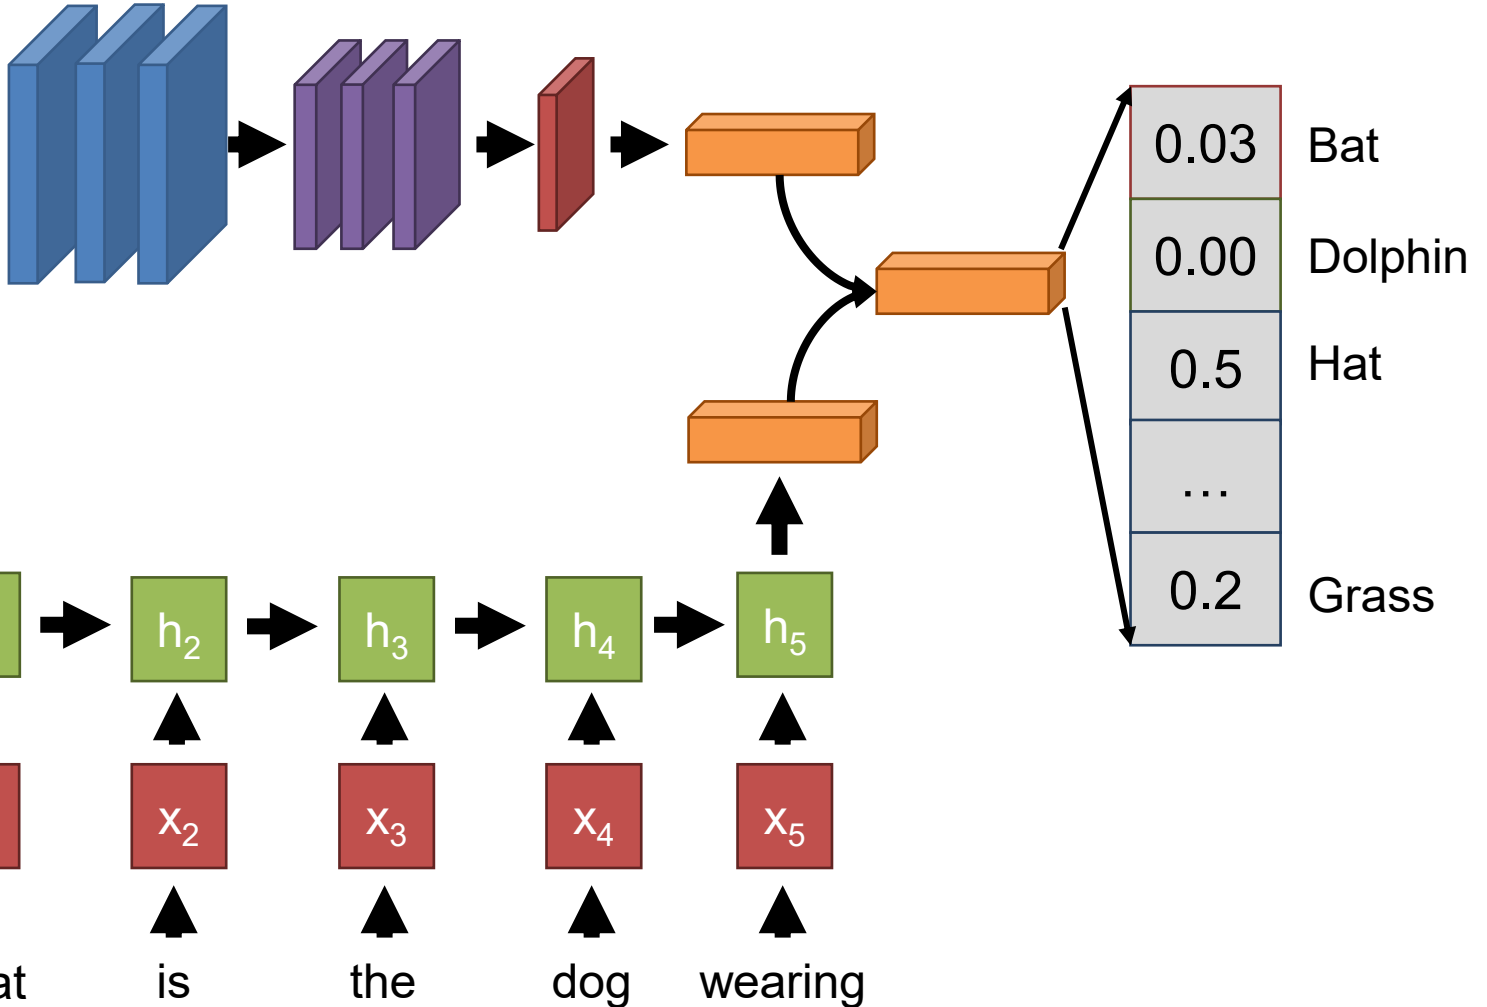 0.03 Bat
0.00 Dolphin
0.5 Hat
...
0.2 Grass
h₂ h₃ h₄ h₅
x₂ x₃ x₄ x₅
at is the dog wearing